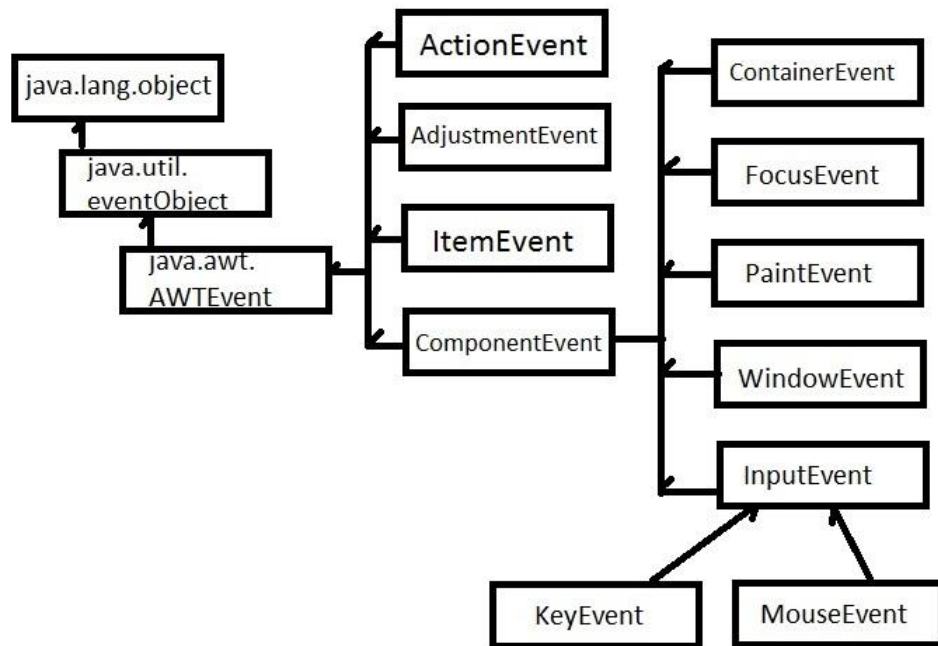 java.lang.object
java.util.
eventObject
java.awt.
AWTEvent
ActionEvent
AdjustmentEvent
ItemEvent
ComponentEvent
ContainerEvent
FocusEvent
PaintEvent
WindowEvent
InputEvent
KeyEvent
MouseEvent